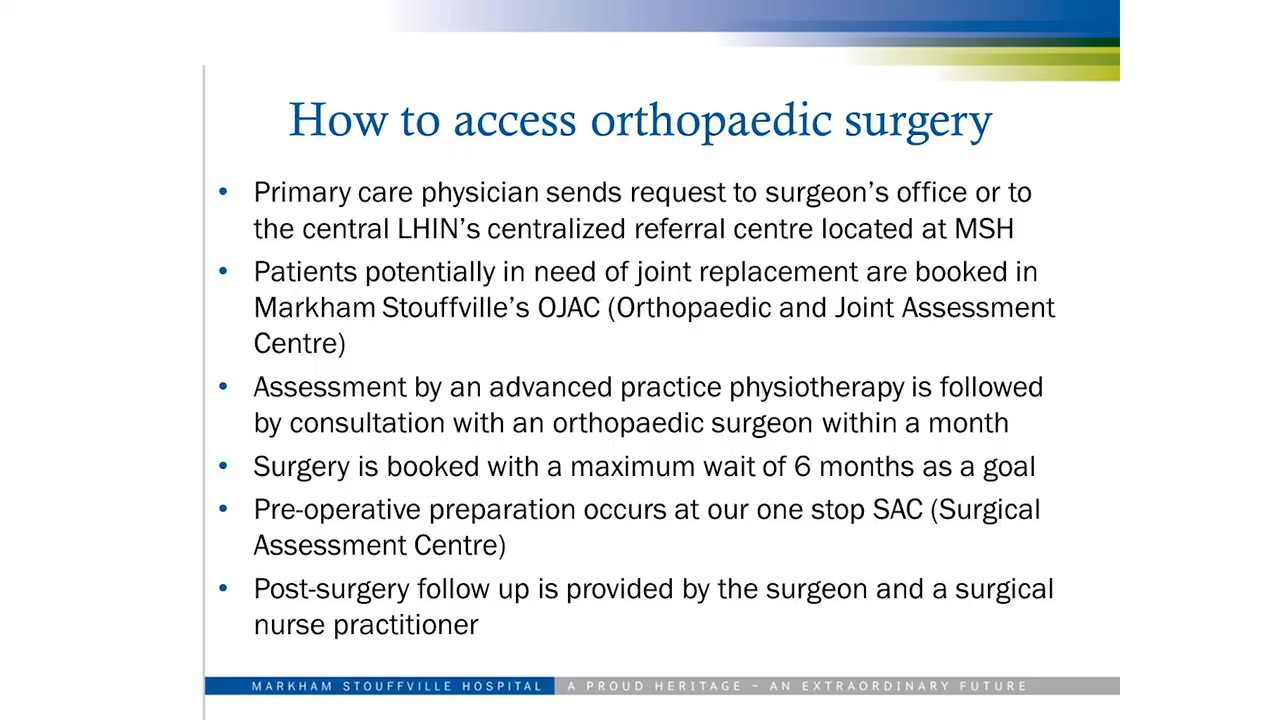 How to access orthopaedic surgery
• Primary care physician sends request to surgeon’s office or to
the central LHIN’s centralized referral centre located at MSH
• Patients potentially in need of joint replacement are booked in
Markham Stouffville’s OJAC (Orthopaedic and Joint Assessment
Centre)
• Assessment by an advanced practice physiotherapy is followed
by consultation with an orthopaedic surgeon within a month
• Surgery is booked with a maximum wait of 6 months as a goal
• Pre-operative preparation occurs at our one stop SAC (Surgical
Assessment Centre)
• Post-surgery follow up is provided by the surgeon and a surgical
nurse practitioner
MARKHAM STOUFFVILLE HOSPITAL A PROUD HERITAGE ~ AN EXTRAORDINARY FUTURE